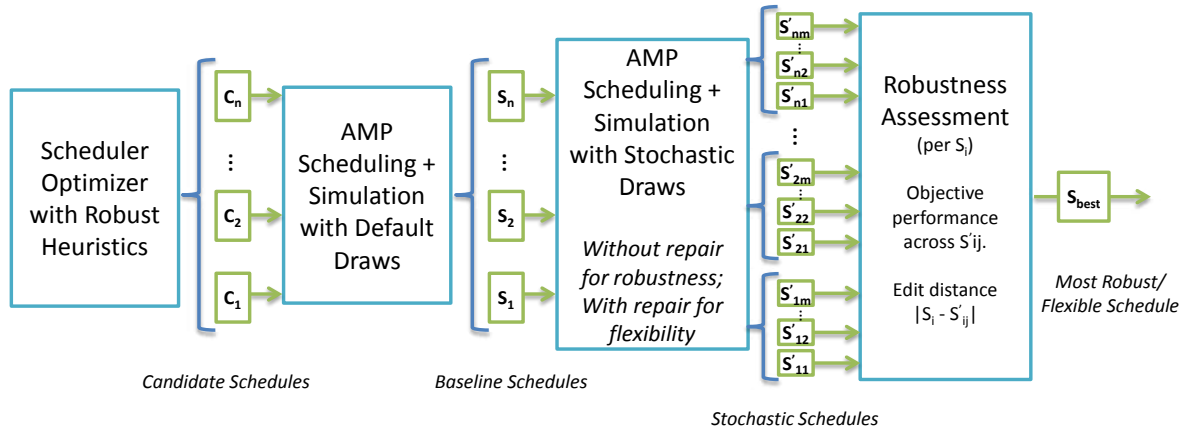 Scheduler
Optimizer
with Robust
Heuristics
Cn
⋮
C2
C1
Candidate Schedules
AMP
Scheduling +
Simulation
with Default
Draws
Sn
⋮
S2
S1
Baseline Schedules
AMP
Scheduling +
Simulation
with Stochastic
Draws
Without repair
for robustness;
With repair for
flexibility
S'nm
⋮
S'n2
S'n1
⋮
S'2m
⋮
S'22
S'21
S'1m
⋮
S'12
S'11
Stochastic Schedules
Robustness
Assessment
(per Si)
Objective
performance
across S'ij.
Edit distance
|Si - S'ij|
Sbest
Most Robust/
Flexible Schedule